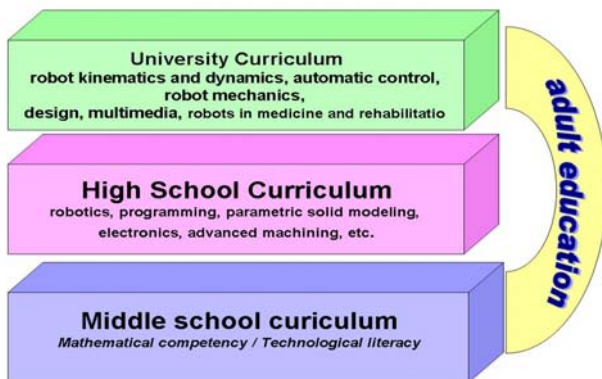 University Curriculum
robot kinematics and dynamics, automatic control,
robot mechanics,
design, multimedia, robots in medicine and rehabilitatio
High School Curriculum
robotics, programming, parametric solid modeling,
electronics, advanced machining, etc.
Middle school curiculum
Mathematical competency / Technological literacy
adult education